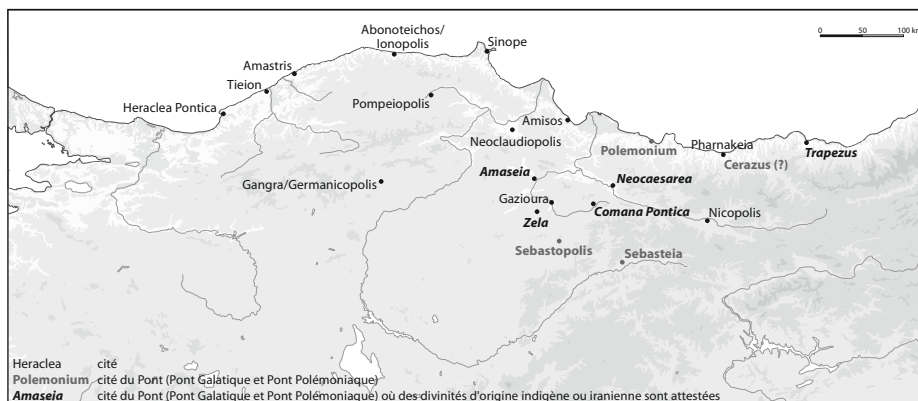 Abonoteichos/
Ionopolis
Sinope
0 50 100 km
Amastris
Tieion
Heraclea Pontica
Pompeiopolis
Amisos
Neoclaudiopolis
Polemonium
Pharnakeia
Trapezus
Cerazus (?)
Amaseia
Neocaesarea
Gangra/Germanicopolis
Gazioura
Comana Pontica
Nicopolis
Zela
Sebastopolis
Sebasteia
Heraclea cité
Polemonium cité du Pont (Pont Galatique et Pont Polémoniaque)
Amaseia cité du Pont (Pont Galatique et Pont Polémoniaque) où des divinités d'origine indigène ou iranienne sont attestées